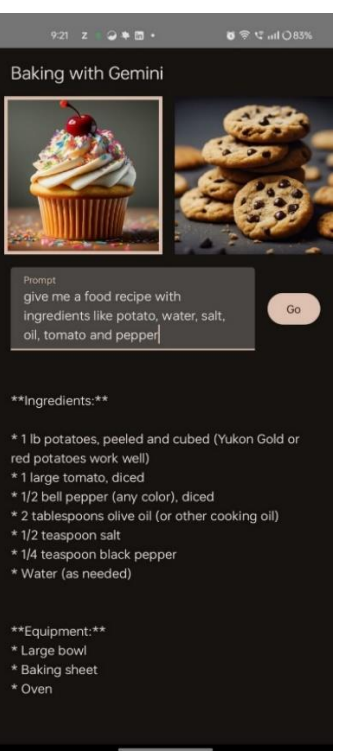 9:21 Z
83%
Baking with Gemini
Prompt
give me a food recipe with
ingredients like potato, water, salt,
oil, tomato and pepper
Go
**Ingredients:**
* 1 lb potatoes, peeled and cubed (Yukon Gold or
red potatoes work well)
* 1 large tomato, diced
* 1/2 bell pepper (any color), diced
* 2 tablespoons olive oil (or other cooking oil)
* 1/2 teaspoon salt
* 1/4 teaspoon black pepper
* Water (as needed)
**Equipment:**
* Large bowl
* Baking sheet
* Oven